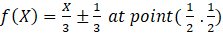 f(X) = X/3 ± 1/3 at point( 1/2 . 1/2 )